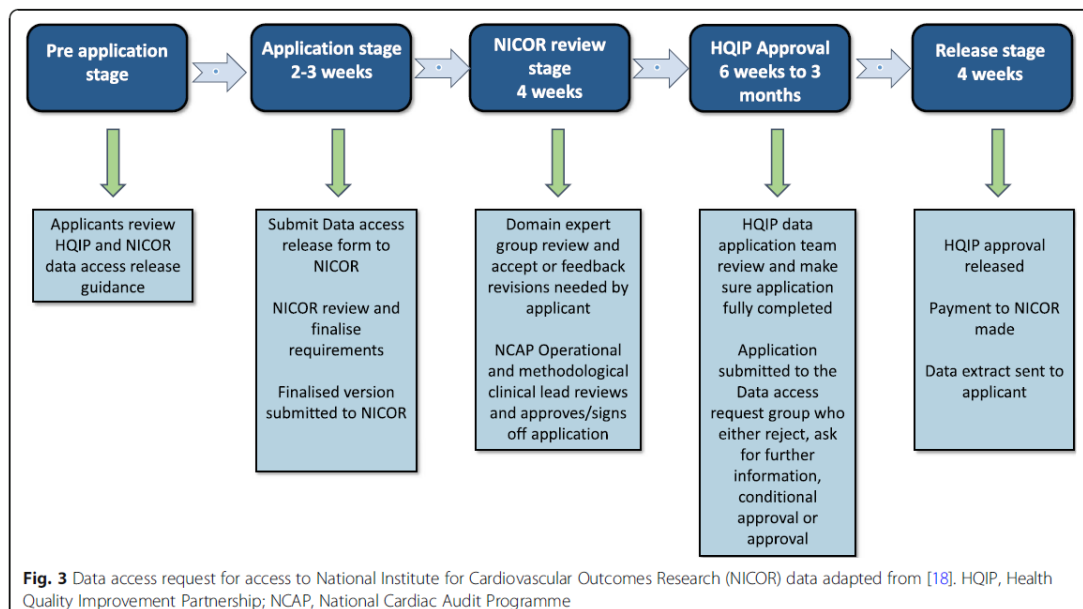 Pre application
stage
Application stage
2-3 weeks
NICOR review
stage
4 weeks
HQIP Approval
6 weeks to 3
months
Release stage
4 weeks
Applicants review
HQIP and NICOR
data access release
guidance
Submit Data access
release form to
NICOR
NICOR review and
finalise
requirements
Finalised version
submitted to NICOR
Domain expert
group review and
accept or feedback
revisions needed by
applicant
NCAP Operational
and methodological
clinical lead reviews
and approves/signs
off application
HQIP data
application team
review and make
sure application
fully completed
Application
submitted to the
Data access
request group who
either reject, ask
for further
information,
conditional
approval or
approval
HQIP approval
released
Payment to NICOR
made
Data extract sent to
applicant
Fig. 3 Data access request for access to National Institute for Cardiovascular Outcomes Research (NICOR) data adapted from [18]. HQIP, Health
Quality Improvement Partnership; NCAP, National Cardiac Audit Programme